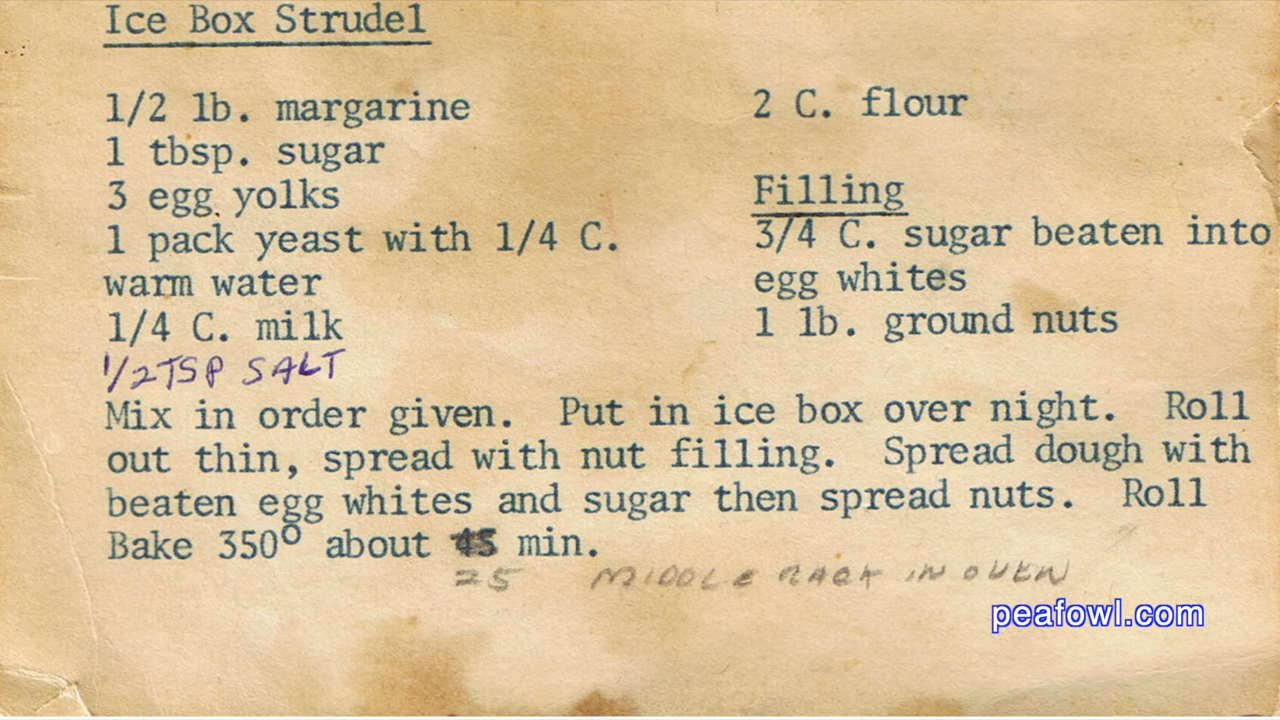 Ice Box Strudel
1/2 lb. margarine
1 tbsp. sugar
3 egg yolks
1 pack yeast with 1/4 C.
warm water
1/4 C. milk
1/2 TSP SALT
2 C. flour
Filling
3/4 C. sugar beaten into
egg whites
1 lb. ground nuts
Mix in order given. Put in ice box over night. Roll
out thin, spread with nut filling. Spread dough with
beaten egg whites and sugar then spread nuts. Roll
Bake 350° about 45 min.
25 MIDDLE RACK IN OVEN
peafowl.com